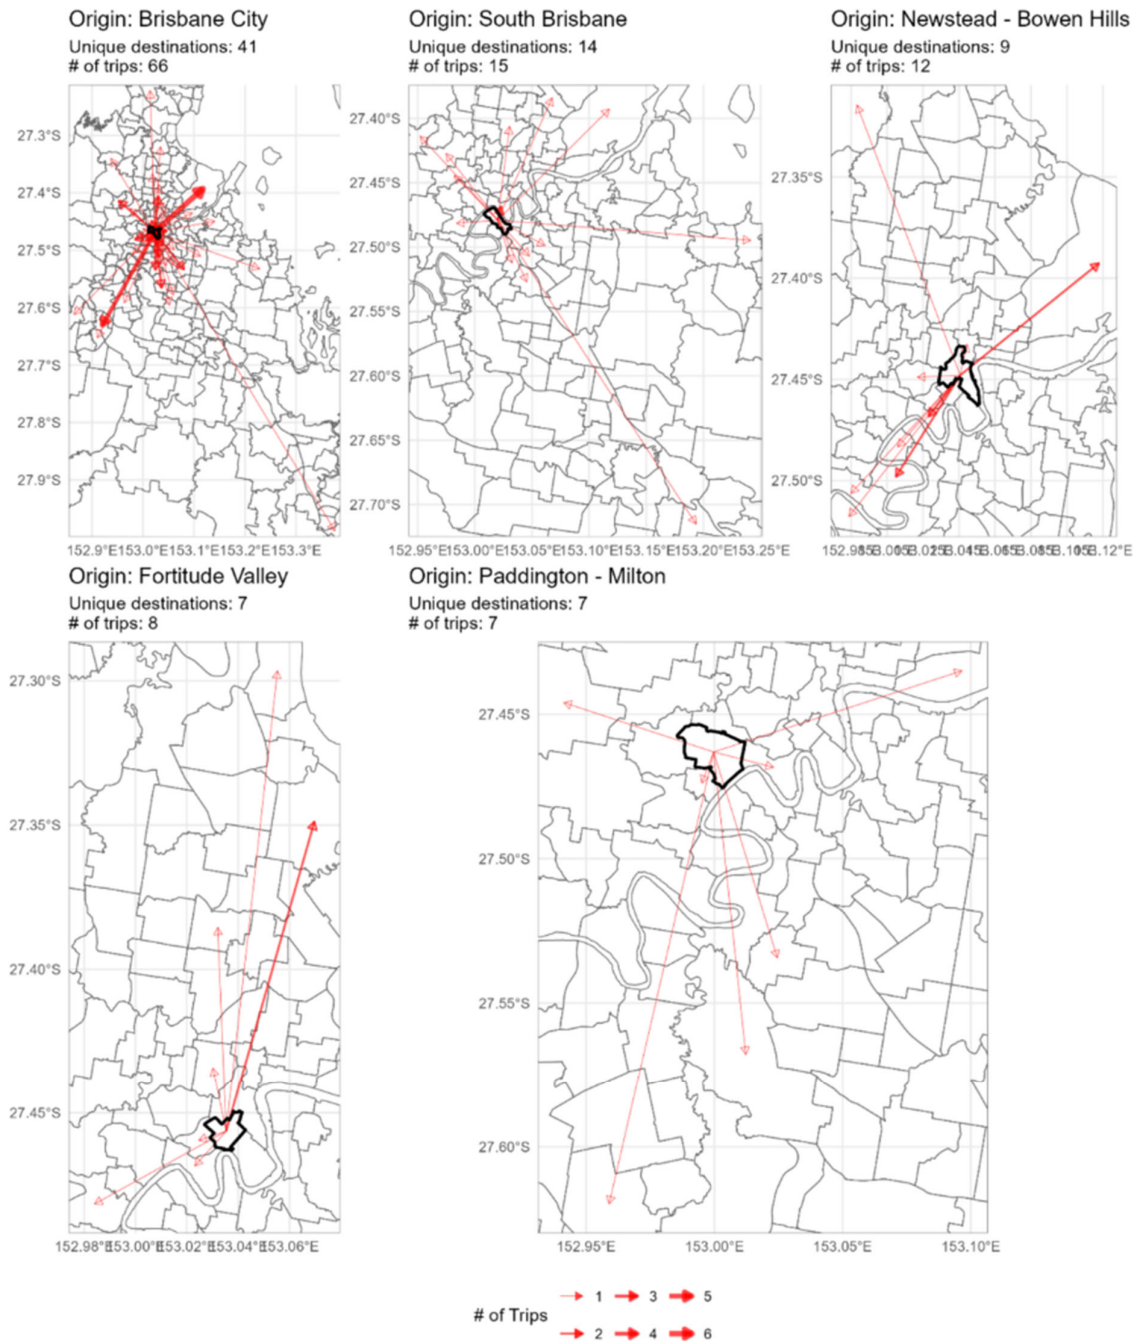 Origin: Brisbane City
Unique destinations: 41
# of trips: 66
27.3°S
27.4°S
27.5°S
27.6°S
27.7°S
27.8°S
27.9°S
152.9°E153.0°E153.1°E153.2°E153.3°E
Origin: South Brisbane
Unique destinations: 14
# of trips: 15
27.40°S
27.45°S
27.50°S
27.55°S
27.60°S
27.65°S
27.70°S
152.95°E153.00°E153.05°E153.10°E153.15°E153.20°E153.25°E
Origin: Newstead - Bowen Hills
Unique destinations: 9
# of trips: 12
27.35°S
27.40°S
27.45°S
27.50°S
Origin: Fortitude Valley
Unique destinations: 7
# of trips: 8
27.30°S
27.35°S
27.40°S
27.45°S
152.98°E153.00°E153.02°E153.04°E153.06°E
Origin: Paddington - Milton
Unique destinations: 7
# of trips: 7
27.45°S
27.50°S
27.55°S
27.60°S
152.95°E 153.00°E 153.05°E 153.10°E
# of Trips
1 3 5
2 4 6